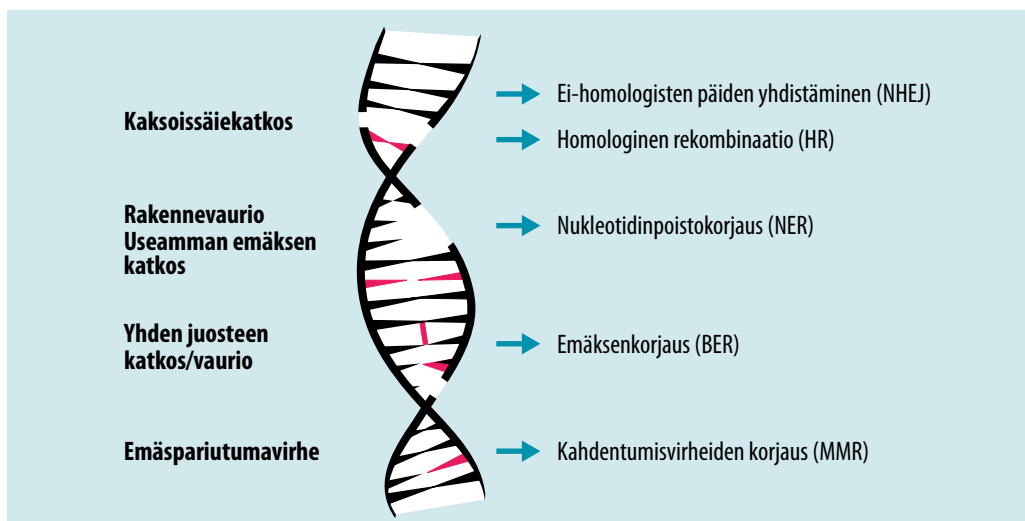 Kaksoissäiekatkos
Ei-homologisten päiden yhdistäminen (NHEJ)
Homologinen rekombinaatio (HR)
Rakennevaurio
Useamman emäksen
katkos
Nukleotidinpoistokorjaus (NER)
Yhden juosteen
katkos/vaurio
Emäksenkorjaus (BER)
Emäspariutumavirhe
Kahdentumisvirheiden korjaus (MMR)